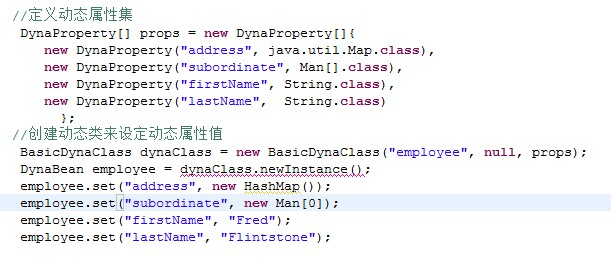 //定义动态属性集
DynaProperty[] props = new DynaProperty[]{
new DynaProperty("address", java.util.Map.class),
new DynaProperty("subordinate", Man[].class),
new DynaProperty("firstName", String.class),
new DynaProperty("lastName",  String.class)
};
//创建动态类来设定动态属性值
BasicDynaClass dynaClass = new BasicDynaClass("employee", null, props);
DynaBean employee = dynaClass.newInstance();
employee.set("address", new HashMap());
employee.set("subordinate", new Man[0]);
employee.set("firstName", "Fred");
employee.set("lastName", "Flintstone");